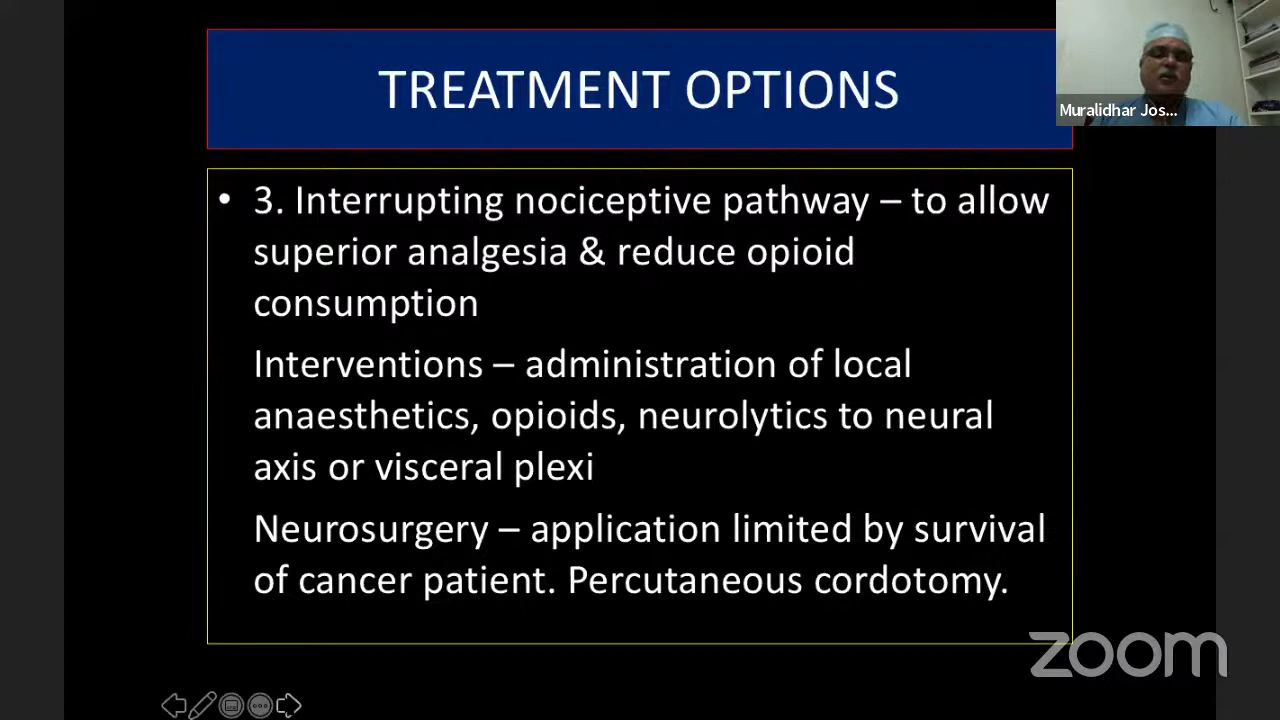 TREATMENT OPTIONS
Muralidhar Jos...
• 3. Interrupting nociceptive pathway – to allow
superior analgesia & reduce opioid
consumption
Interventions – administration of local
anaesthetics, opioids, neurolytics to neural
axis or visceral plexi
Neurosurgery – application limited by survival
of cancer patient. Percutaneous cordotomy.
zoom